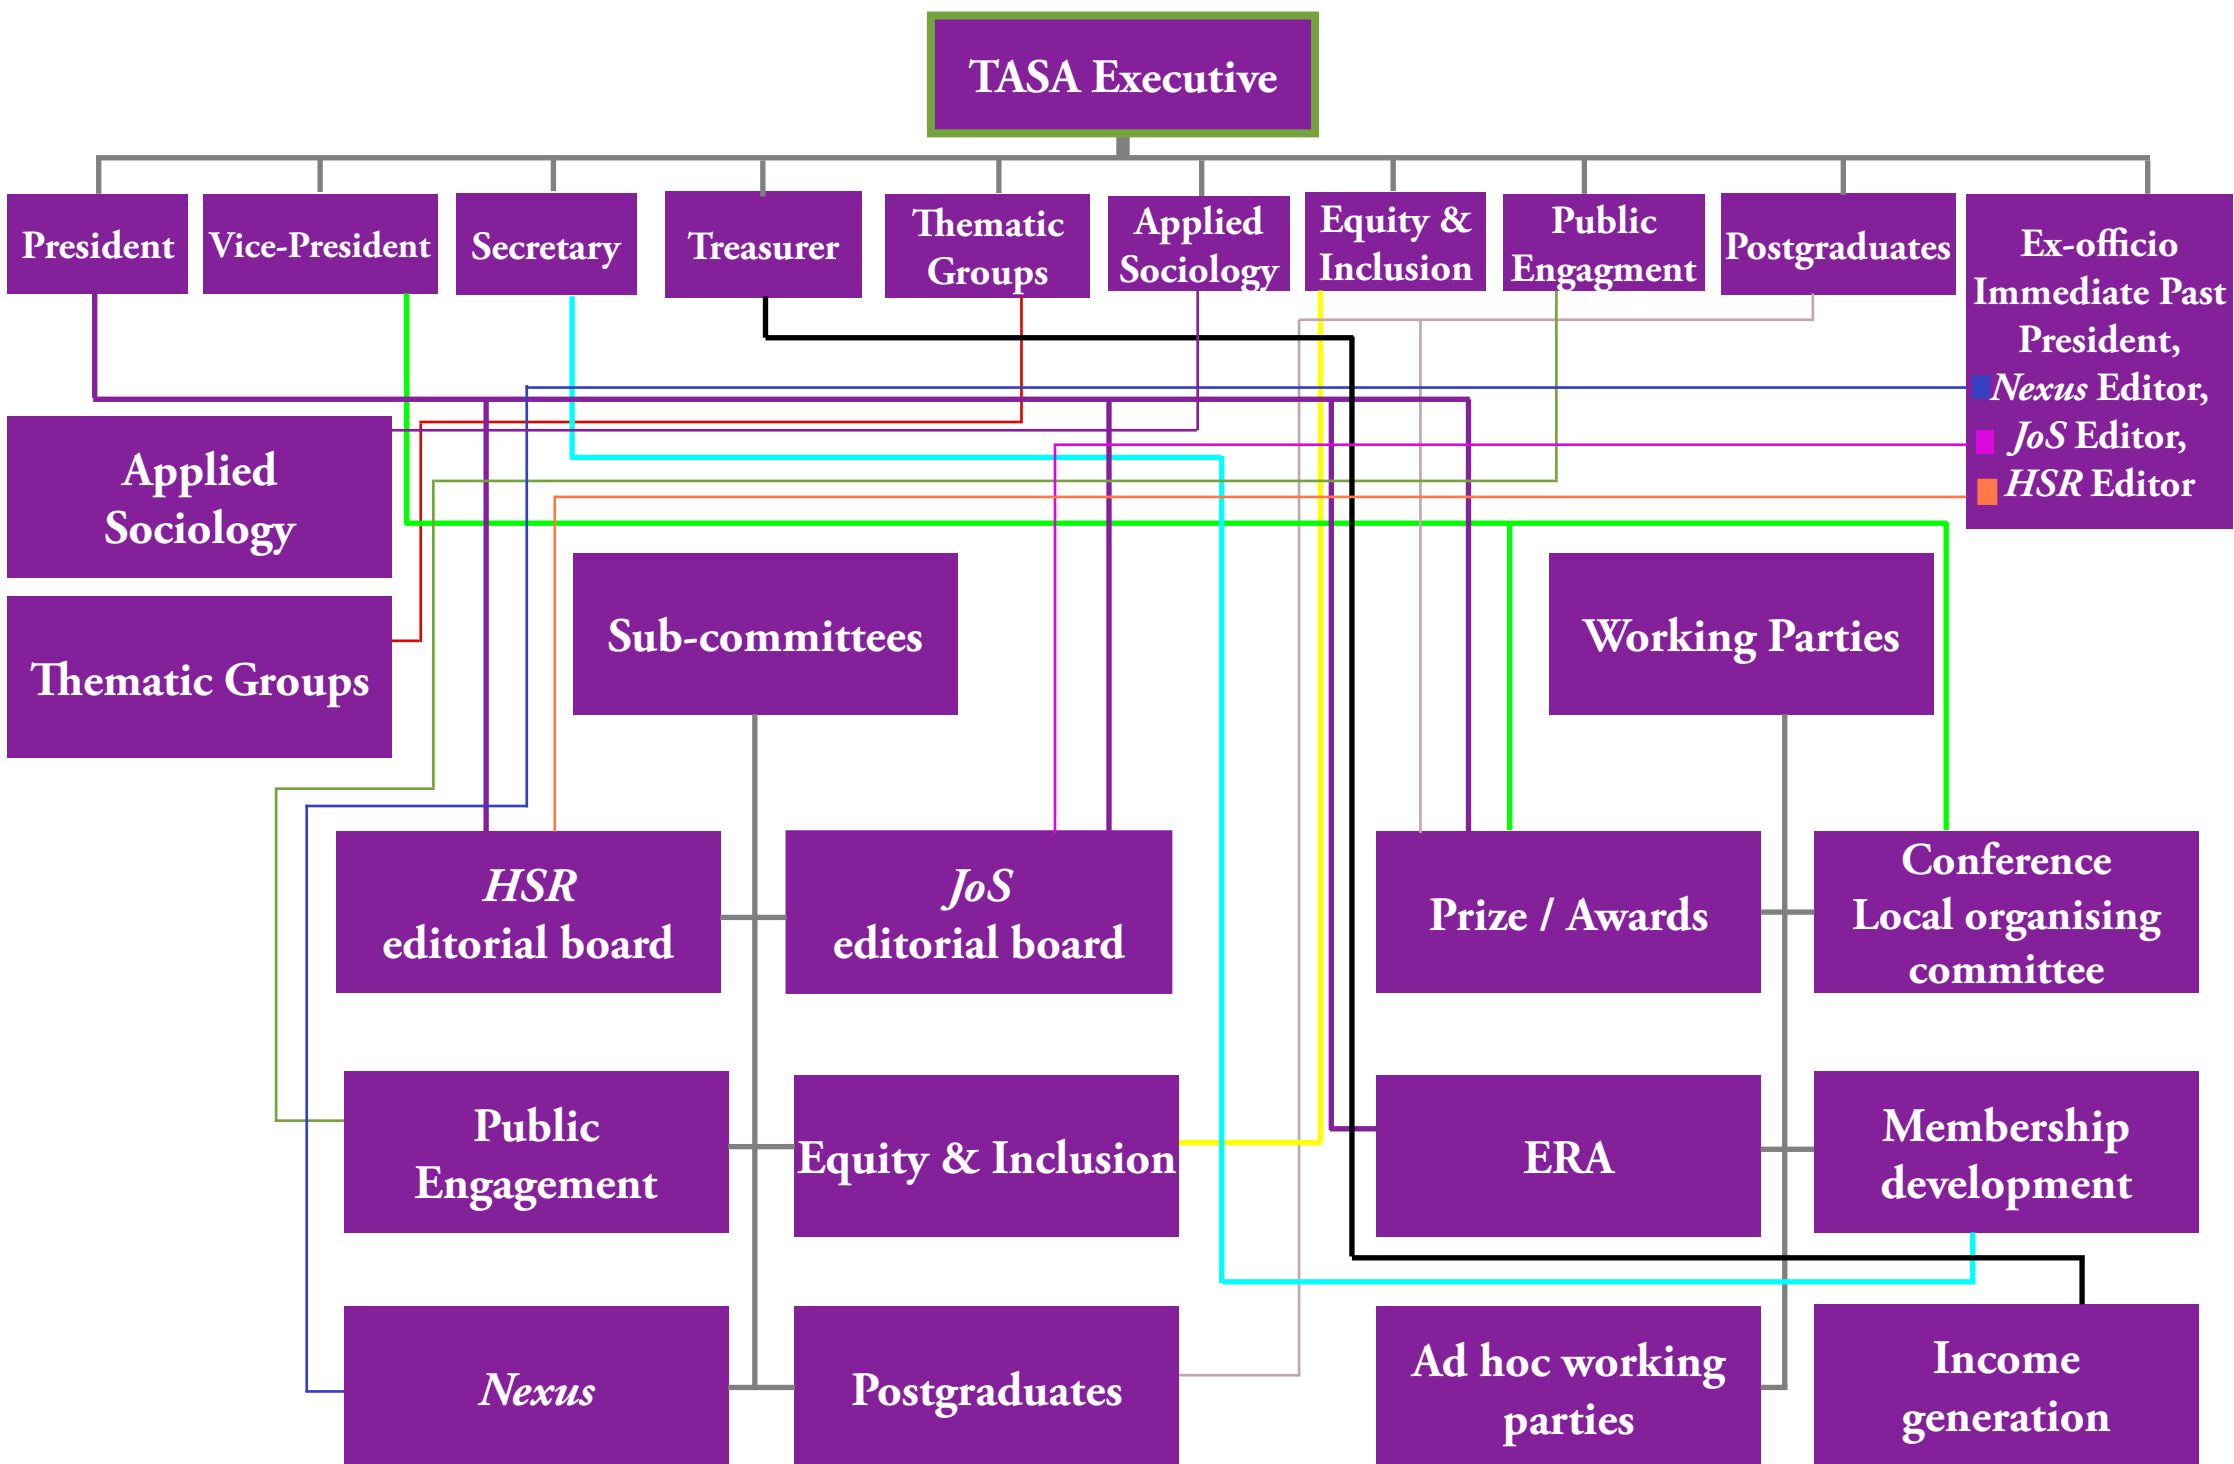 TASA Executive
President
Vice-President
Secretary
Treasurer
Thematic
Groups
Applied
Sociology
Equity &
Inclusion
Public
Engagment
Postgraduates
Ex-officio
Immediate Past
President,
Nexus Editor,
JoS Editor,
HSR Editor
Applied
Sociology
Thematic Groups
Sub-committees
Working Parties
HSR
editorial board
JoS
editorial board
Prize / Awards
Conference
Local organising
committee
Public
Engagement
Equity & Inclusion
ERA
Membership
development
Nexus
Postgraduates
Ad hoc working
parties
Income
generation